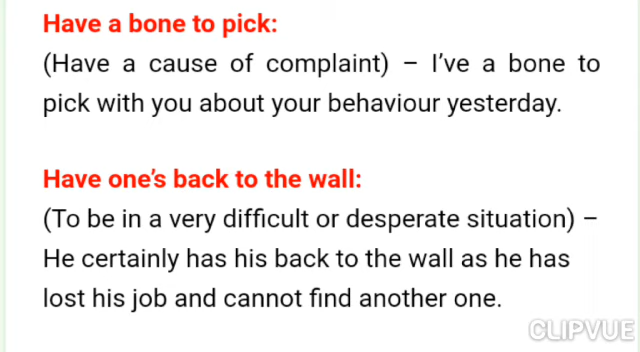 Have a bone to pick:
(Have a cause of complaint) – I’ve a bone to
pick with you about your behaviour yesterday.
Have one’s back to the wall:
(To be in a very difficult or desperate situation) –
He certainly has his back to the wall as he has
lost his job and cannot find another one.
CLIPVUE